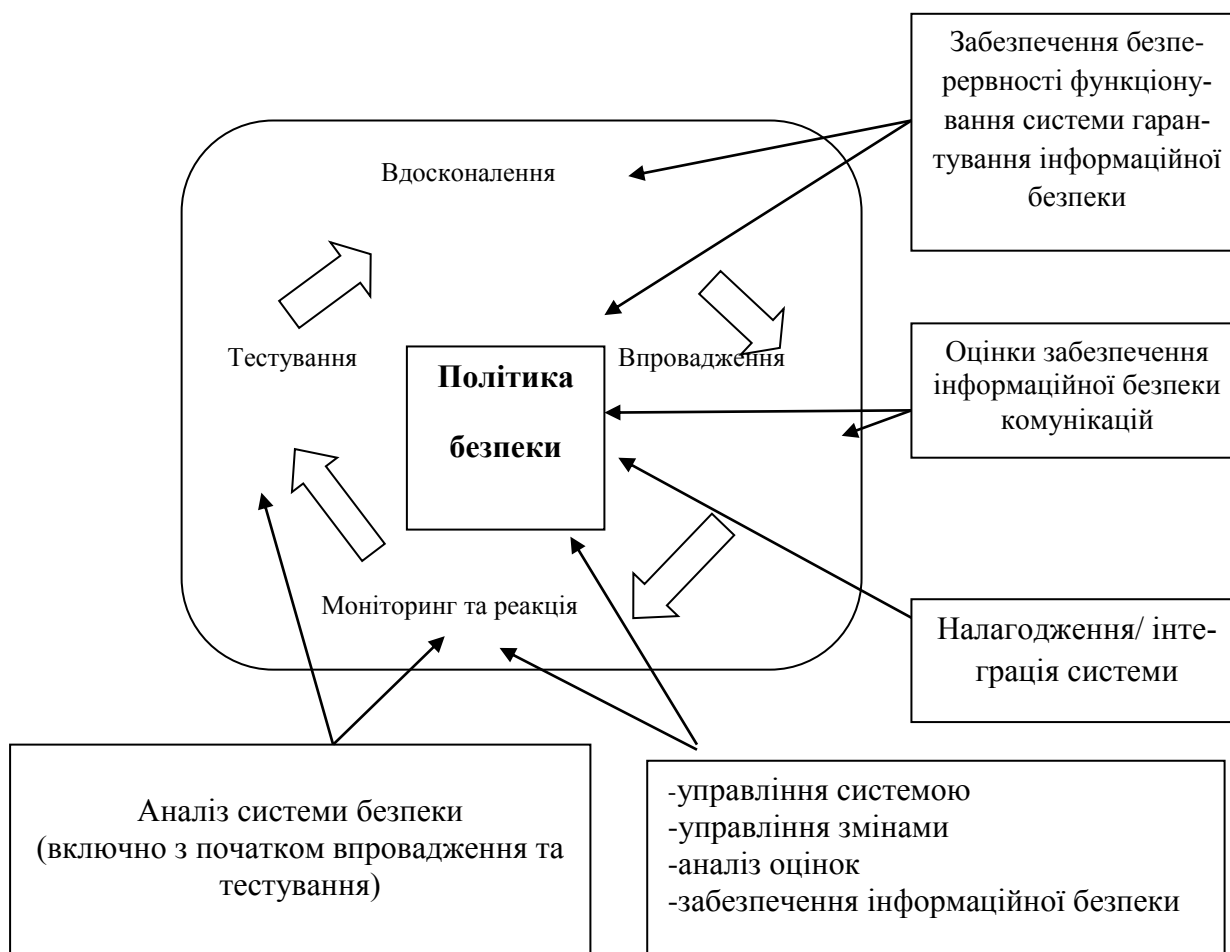 Забезпечення безпе-
рервності функціону-
вання системи гаран-
тування інформаційної
безпеки
Вдосконалення
Тестування
Впровадження
Політика
безпеки
Оцінки забезпечення
інформаційної безпеки
комунікацій
Моніторинг та реакція
Налагодження/ інте-
грація системи
Аналіз системи безпеки
(включно з початком впровадження та
тестування)
-управління системою
-управління змінами
-аналіз оцінок
-забезпечення інформаційної безпеки